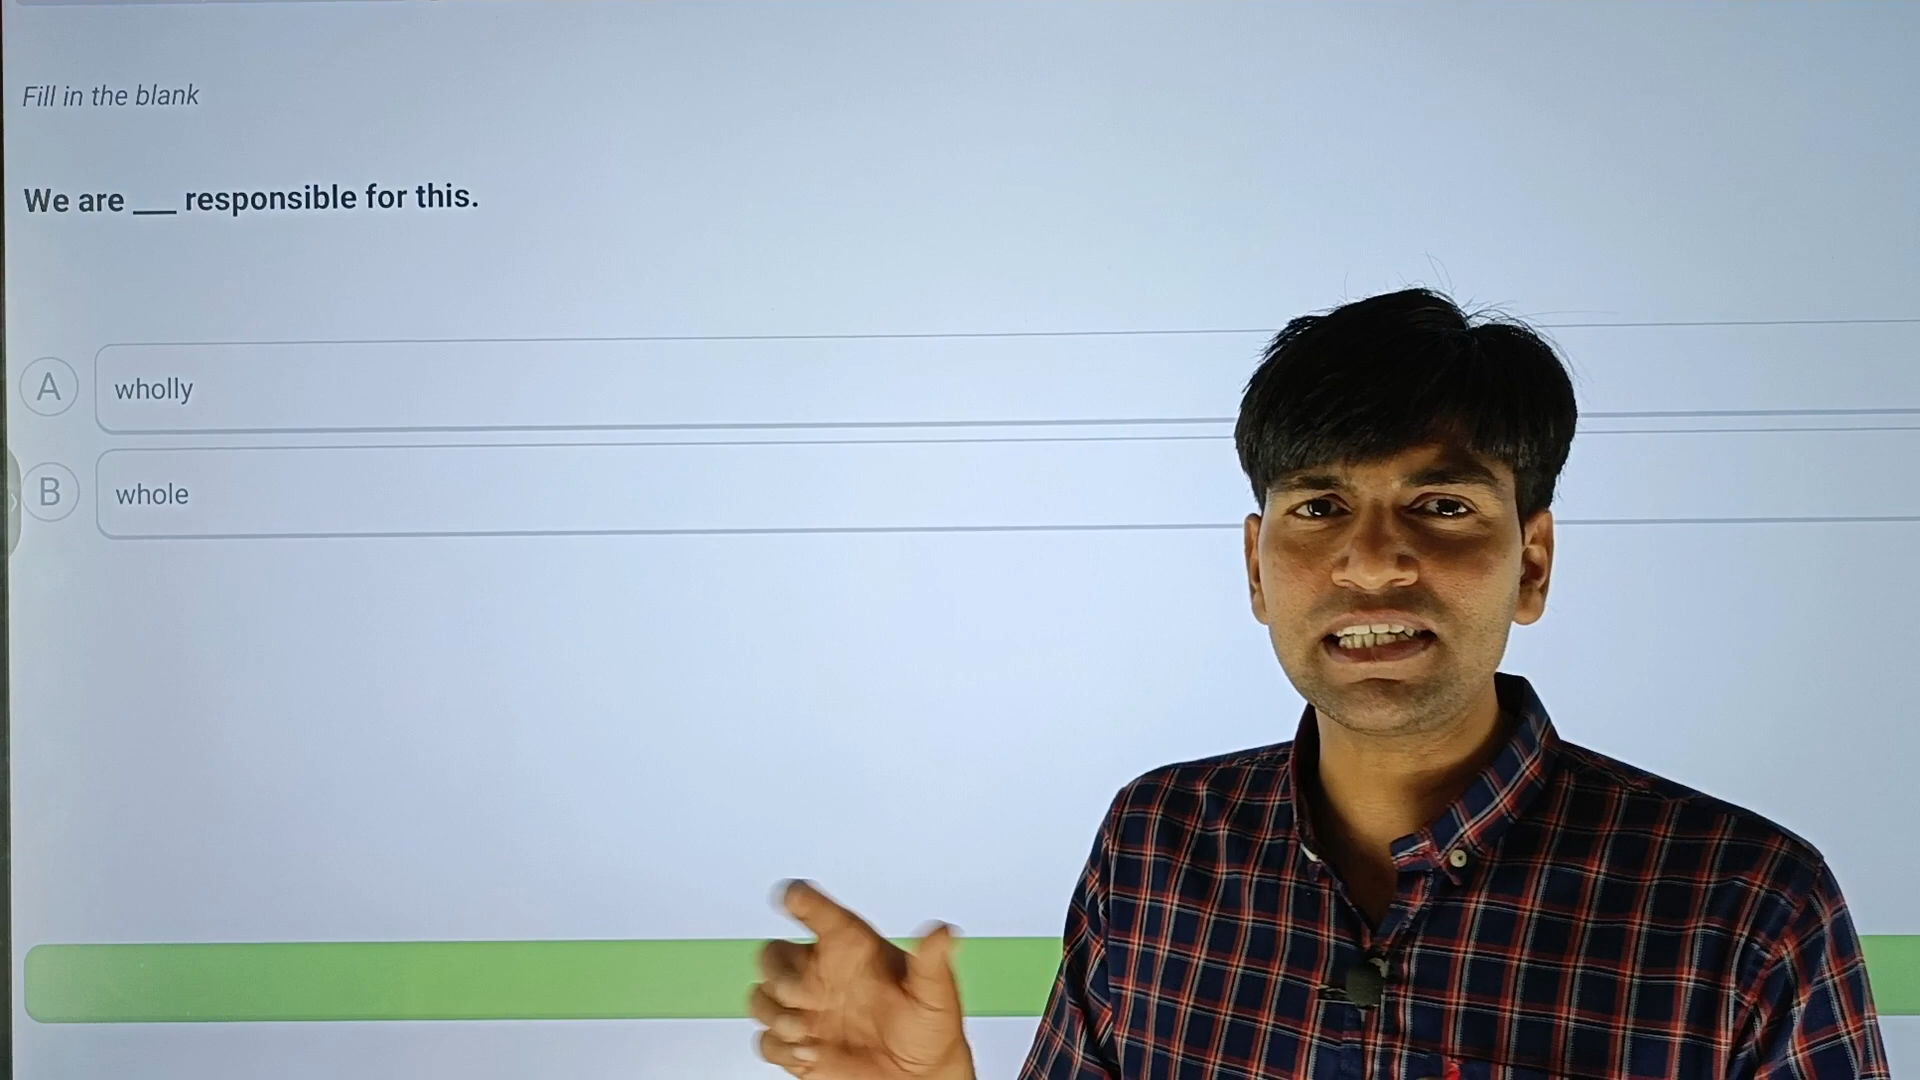 Fill in the blank
We are ___ responsible for this.
A wholly
B whole